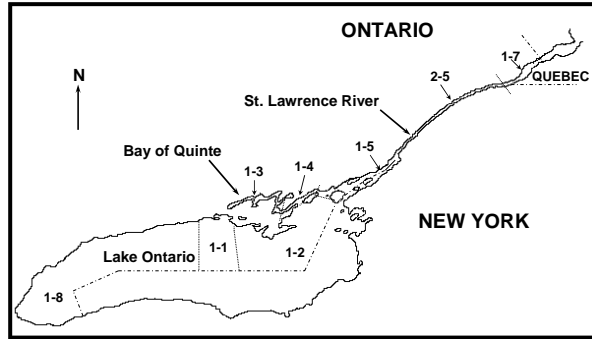 ONTARIO
1-7
N
2-5
QUEBEC
St. Lawrence River
Bay of Quinte
1-3
1-4
1-5
NEW YORK
Lake Ontario
1-1
1-2
1-8